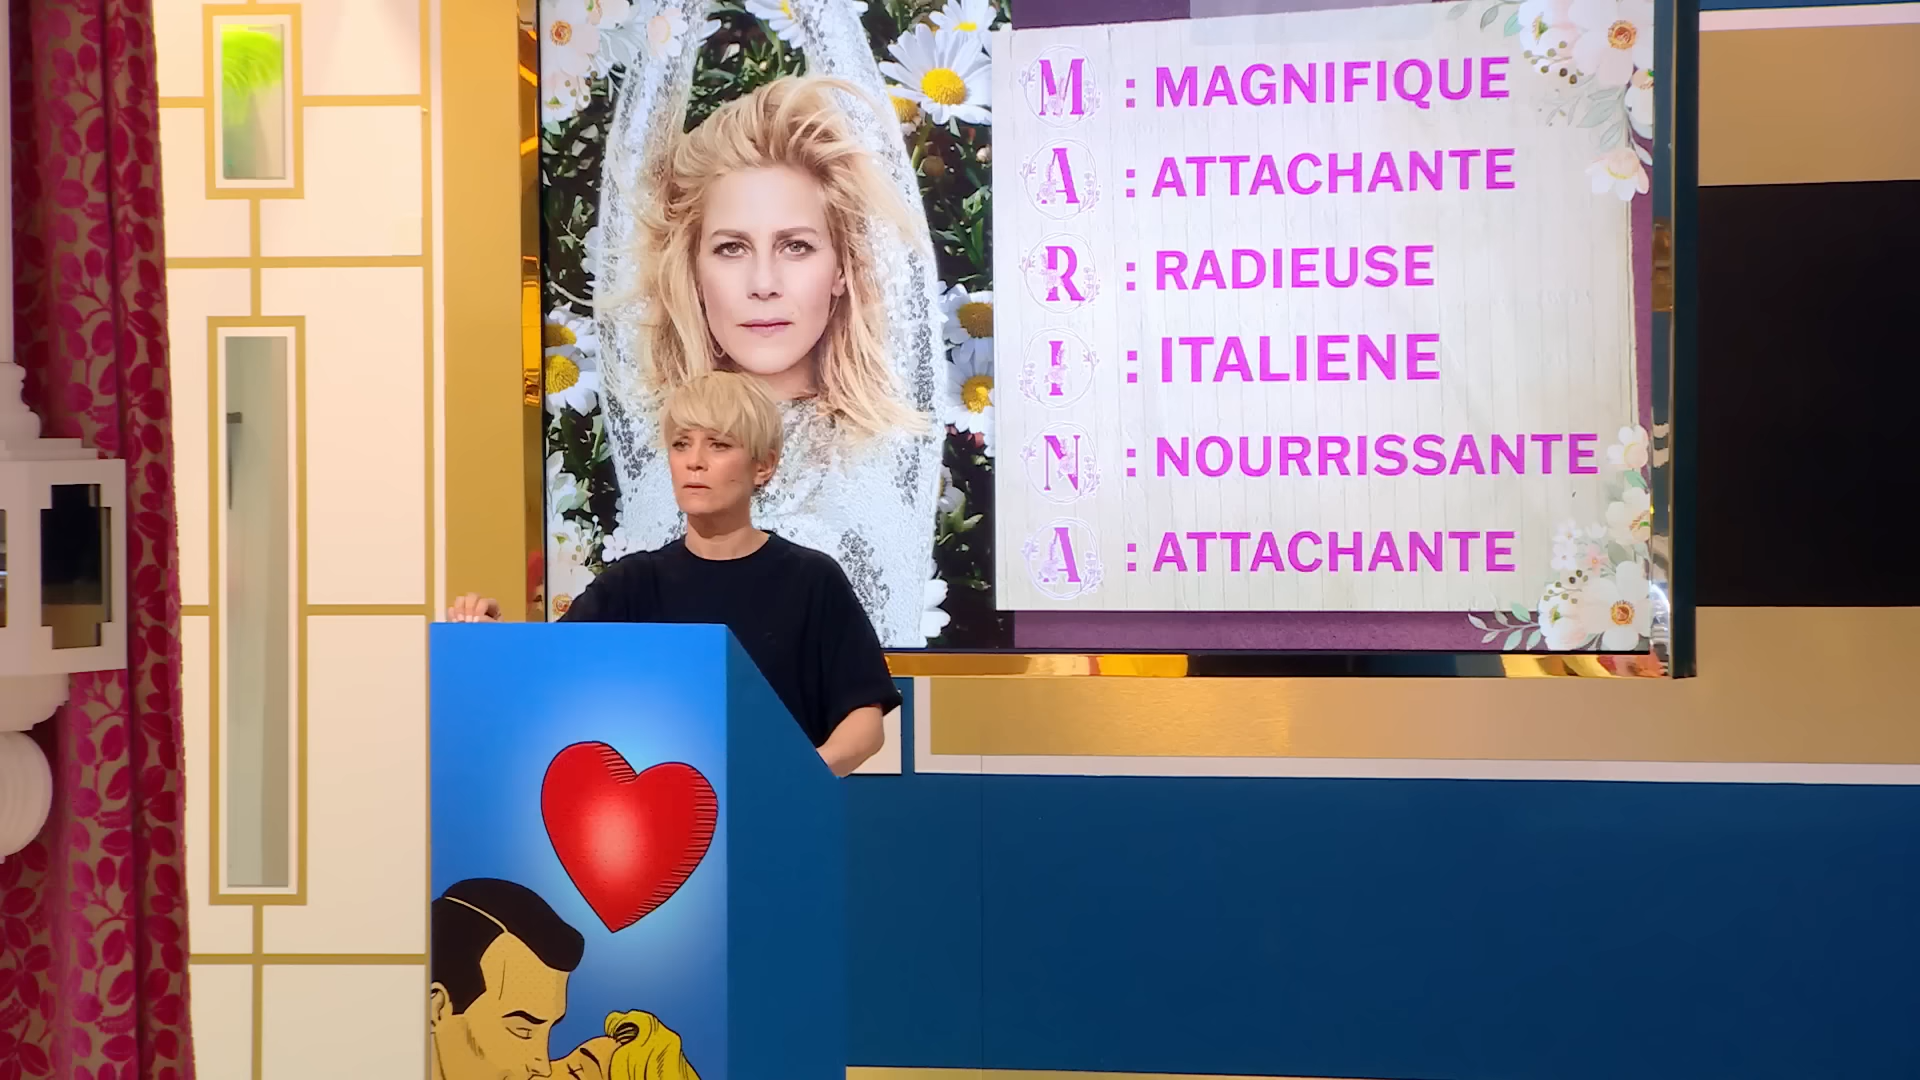 M : MAGNIFIQUE
A : ATTACHANTE
R : RADIEUSE
I : ITALIENE
N : NOURRISSANTE
A : ATTACHANTE